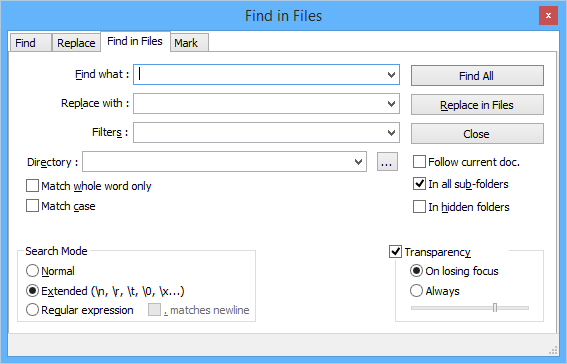 Find in Files
x
Find Replace Find in Files Mark
Find what : Find All
Replace with : Replace in Files
Filters : Close
Directory : ... Follow current doc.
Match whole word only In all sub-folders
Match case In hidden folders
Search Mode Transparency
Normal On losing focus
Extended (\n, \r, \t, \0, \x...) Always
Regular expression . matches newline